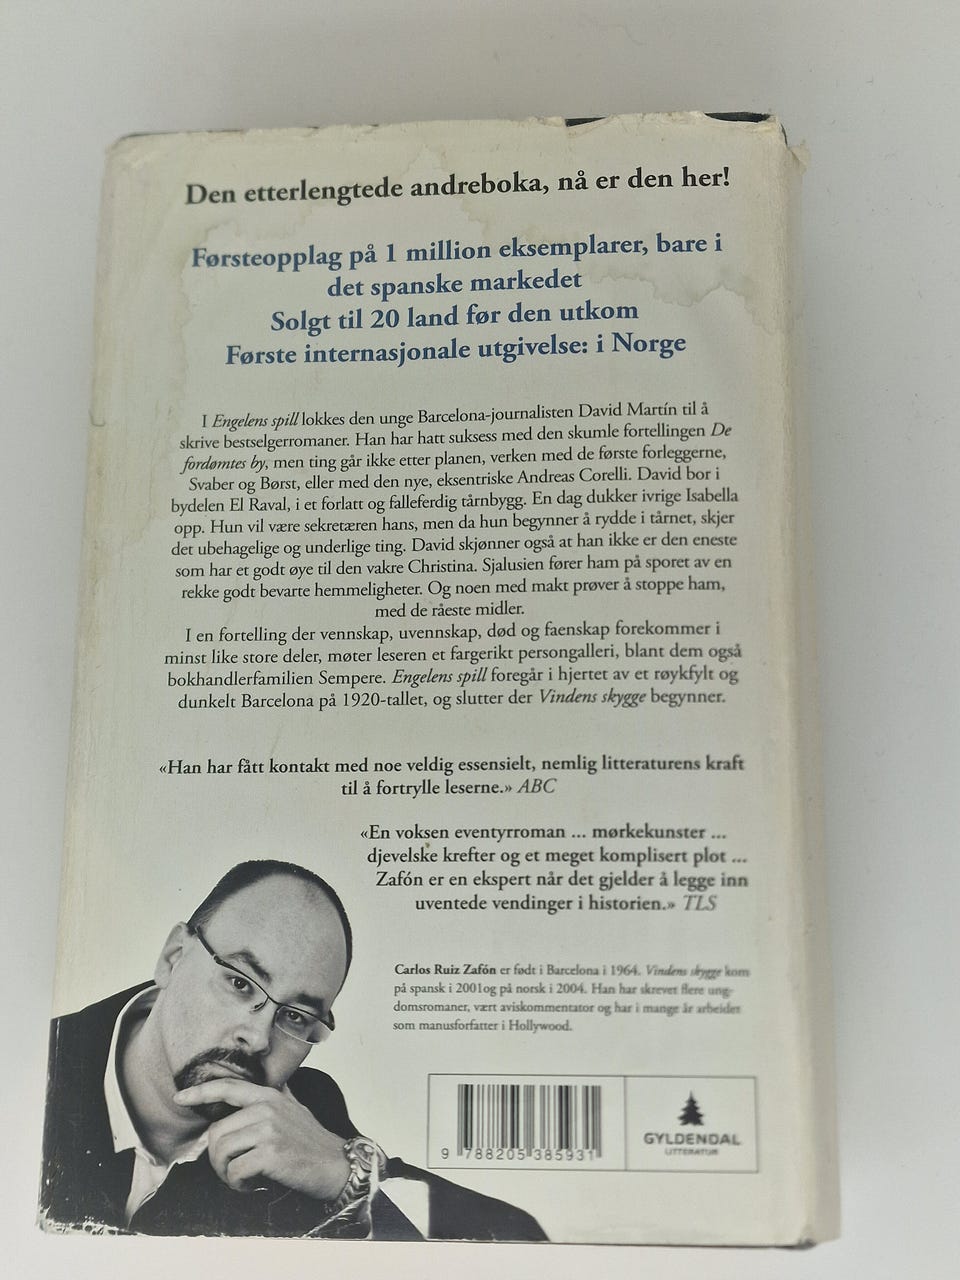 Den etterlengtede andreboka, nå er den her!
Førsteopplag på 1 million eksemplarer, bare i
det spanske markedet
Solgt til 20 land før den utkom
Første internasjonale utgivelse: i Norge
I Engelens spill lokkes den unge Barcelona-journalisten David Martín til å
skrive bestselgerromaner. Han har hatt suksess med den skumle fortellingen De
fordømtes by, men ting går ikke etter planen, verken med de første forleggerne,
Svaber og Børst, eller med den nye, eksentriske Andreas Corelli. David bor i
bydelen El Raval, i et forlatt og falleferdig tårnbygg. En dag dukker ivrige Isabella
opp. Hun vil være sekretæren hans, men da hun begynner å rydde i tårnet, skjer
det ubehagelige og underlige ting. David skjønner også at han ikke er den eneste
som har et godt øye til den vakre Christina. Sjalusien fører ham på sporet av en
rekke godt bevarte hemmeligheter. Og noen med makt prøver å stoppe ham,
med de råeste midler.
I en fortelling der vennskap, uvennskap, død og faenskap forekommer i
minst like store deler, møter leseren et fargerikt persongalleri, blant dem også
bokhandlerfamilien Sempere. Engelens spill foregår i hjertet av et røykfylt og
dunkelt Barcelona på 1920-tallet, og slutter der Vindens skygge begynner.
«Han har fått kontakt med noe veldig essensielt, nemlig litteraturens kraft
til å fortrylle leserne.» ABC
«En voksen eventyrroman ... mørkekunster ...
djevelske krefter og et meget komplisert plot ...
Zafón er en ekspert når det gjelder å legge inn
uventede vendinger i historien.» TLS
Carlos Ruiz Zafón er født i Barcelona i 1964. Vindens skygge kom
på spansk i 2001og på norsk i 2004. Han har skrevet flere ung-
domsromaner, vært aviskommentator og har i mange år arbeidet
som manusforfatter i Hollywood.
9 788205 385931
GYLDENDAL
LITTERATUR